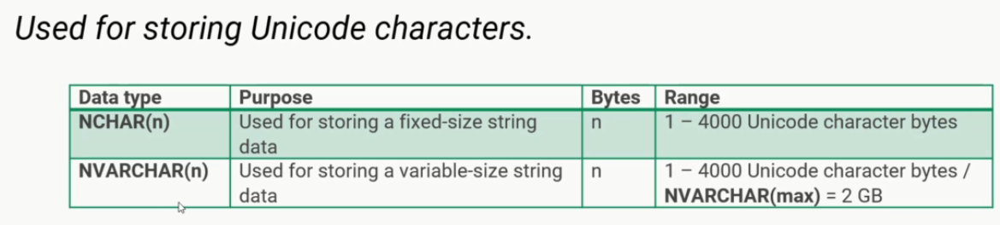 Used for storing Unicode characters.
Data type Purpose Bytes Range
NCHAR(n) Used for storing a fixed-size string data n 1 – 4000 Unicode character bytes
NVARCHAR(n) Used for storing a variable-size string data n 1 – 4000 Unicode character bytes / NVARCHAR(max) = 2 GB